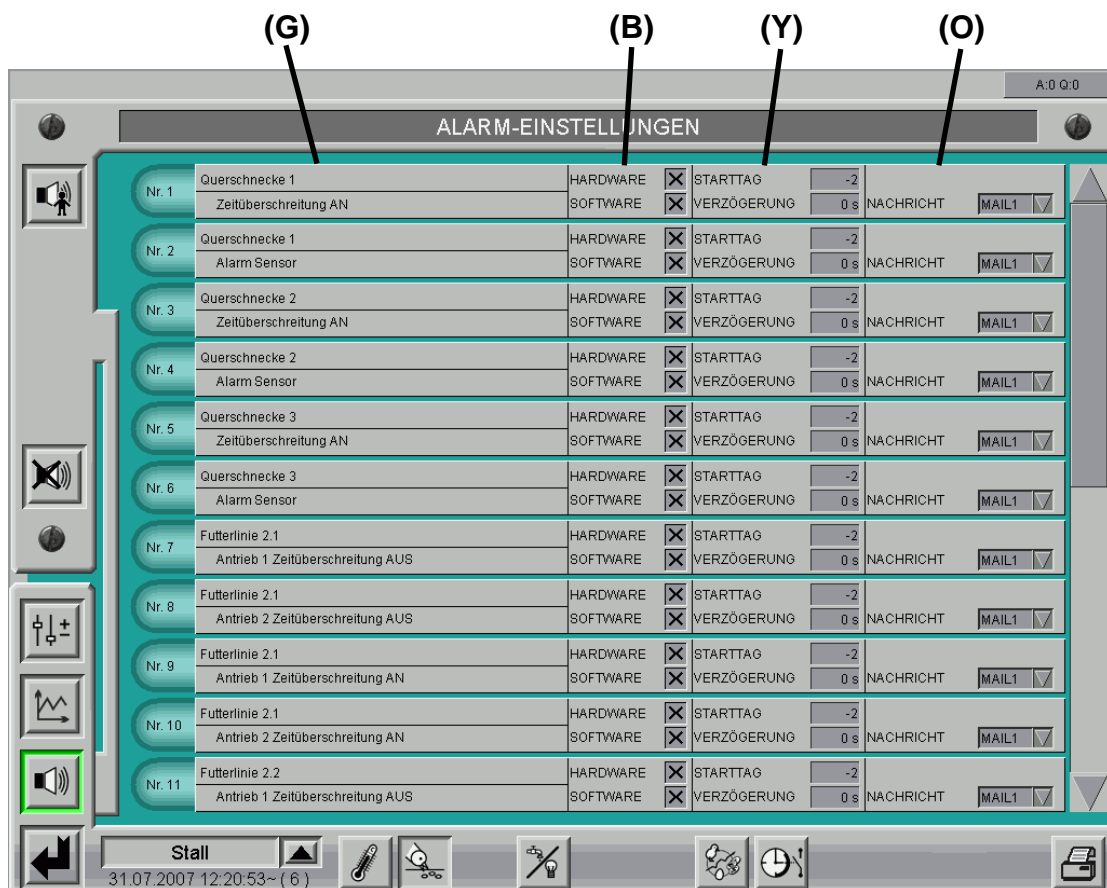 (G) (B) (Y) (O)
A:0 Q:0
ALARM-EINSTELLUNGEN
Nr. 1 Querschnecke 1 HARDWARE STARTTAG -2
Zeitüberschreitung AN SOFTWARE VERZÖGERUNG 0 s NACHRICHT MAIL1
Nr. 2 Querschnecke 1 HARDWARE STARTTAG -2
Alarm Sensor SOFTWARE VERZÖGERUNG 0 s NACHRICHT MAIL1
Nr. 3 Querschnecke 2 HARDWARE STARTTAG -2
Zeitüberschreitung AN SOFTWARE VERZÖGERUNG 0 s NACHRICHT MAIL1
Nr. 4 Querschnecke 2 HARDWARE STARTTAG -2
Alarm Sensor SOFTWARE VERZÖGERUNG 0 s NACHRICHT MAIL1
Nr. 5 Querschnecke 3 HARDWARE STARTTAG -2
Zeitüberschreitung AN SOFTWARE VERZÖGERUNG 0 s NACHRICHT MAIL1
Nr. 6 Querschnecke 3 HARDWARE STARTTAG -2
Alarm Sensor SOFTWARE VERZÖGERUNG 0 s NACHRICHT MAIL1
Nr. 7 Futterlinie 2.1 HARDWARE STARTTAG -2
Antrieb 1 Zeitüberschreitung AUS SOFTWARE VERZÖGERUNG 0 s NACHRICHT MAIL1
Nr. 8 Futterlinie 2.1 HARDWARE STARTTAG -2
Antrieb 2 Zeitüberschreitung AUS SOFTWARE VERZÖGERUNG 0 s NACHRICHT MAIL1
Nr. 9 Futterlinie 2.1 HARDWARE STARTTAG -2
Antrieb 1 Zeitüberschreitung AN SOFTWARE VERZÖGERUNG 0 s NACHRICHT MAIL1
Nr. 10 Futterlinie 2.1 HARDWARE STARTTAG -2
Antrieb 2 Zeitüberschreitung AN SOFTWARE VERZÖGERUNG 0 s NACHRICHT MAIL1
Nr. 11 Futterlinie 2.2 HARDWARE STARTTAG -2
Antrieb 1 Zeitüberschreitung AUS SOFTWARE VERZÖGERUNG 0 s NACHRICHT MAIL1
Stall
31.07.2007 12:20:53~ ( 6 )